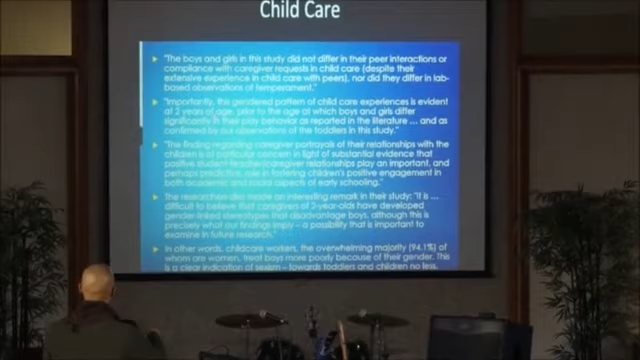 Child Care
"The boys and girls in this study did not differ in their peer interactions or
compliance with caregiver requests in child care (despite their
extensive experience in child care with peers), nor did they differ in lab-
based observations of temperament."
"Importantly, this gendered pattern of child care experiences is evident
at 2 years of age, prior to the age at which boys and girls differ
significantly in their play behavior as reported in the literature ... and as
confirmed by our observations of the toddlers in this study."
"The finding regarding caregiver portrayals of their relationships with the
children is of particular concern in light of substantial evidence that
positive student-teacher/caregiver relationships play an important, and
perhaps predictive, role in fostering children's positive engagement in
both academic and social aspects of early schooling."
The researchers also made an interesting remark in their study: "It is ...
difficult to believe that caregivers of 2-year-olds have developed
gender-linked stereotypes that disadvantage boys, although this is
precisely what our findings imply – a possibility that is important to
examine in future research."
In other words, childcare workers, the overwhelming majority (94.1%) of
whom are women, treat boys more poorly because of their gender. This
is a clear indication of sexism – towards toddlers and children no less.